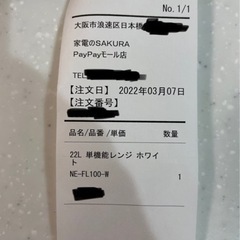 No.1/1
大阪市浪速区日本橋
家電のSAKURA
PayPayモール店
TEL
【注文日】 2022年03月07日
【注文番号】
品名/品番/単価 数量
22L 単機能レンジ ホワイ
ト
NE-FL100-W 1